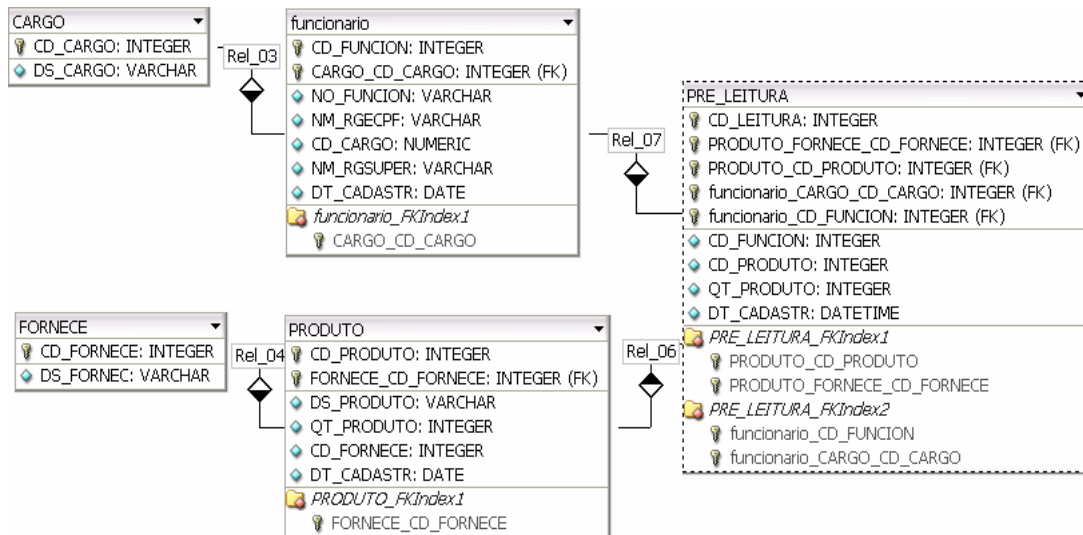 CARGO
CD_CARGO: INTEGER
DS_CARGO: VARCHAR
Rel_03
funcionario
CD_FUNCION: INTEGER
CARGO_CD_CARGO: INTEGER (FK)
NO_FUNCION: VARCHAR
NM_RGECPF: VARCHAR
CD_CARGO: NUMERIC
NM_RGSUPER: VARCHAR
DT_CADASTR: DATE
funcionario_FKIndex1
CARGO_CD_CARGO
Rel_07
PRE_LEITURA
CD_LEITURA: INTEGER
PRODUTO_FORNECE_CD_FORNECE: INTEGER (FK)
PRODUTO_CD_PRODUTO: INTEGER (FK)
funcionario_CARGO_CD_CARGO: INTEGER (FK)
funcionario_CD_FUNCION: INTEGER (FK)
CD_FUNCION: INTEGER
CD_PRODUTO: INTEGER
QT_PRODUTO: INTEGER
DT_CADASTR: DATETIME
PRE_LEITURA_FKIndex1
PRODUTO_CD_PRODUTO
PRODUTO_FORNECE_CD_FORNECE
PRE_LEITURA_FKIndex2
funcionario_CD_FUNCION
funcionario_CARGO_CD_CARGO
FORNECE
CD_FORNECE: INTEGER
DS_FORNEC: VARCHAR
Rel_04
PRODUTO
CD_PRODUTO: INTEGER
FORNECE_CD_FORNECE: INTEGER (FK)
DS_PRODUTO: VARCHAR
QT_PRODUTO: INTEGER
CD_FORNECE: INTEGER
DT_CADASTR: DATE
PRODUTO_FKIndex1
FORNECE_CD_FORNECE
Rel_06